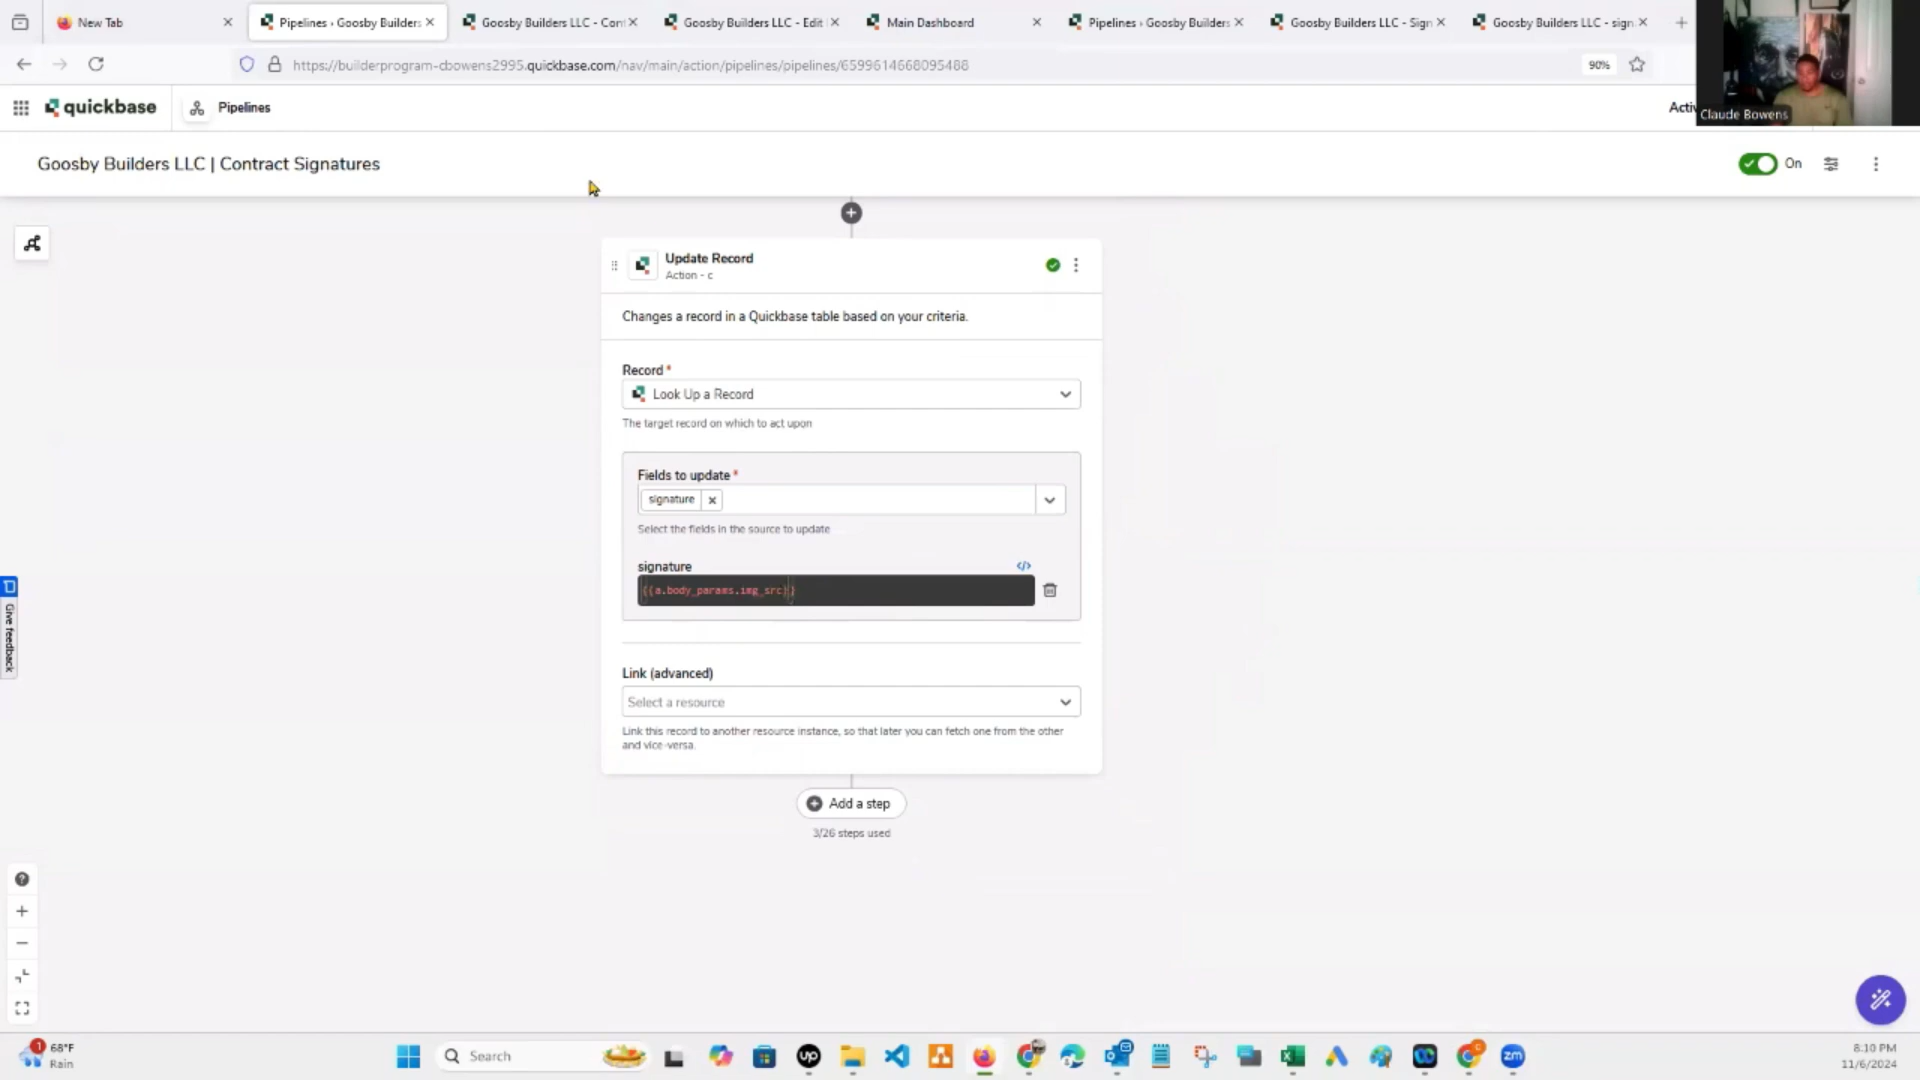 New Tab
Pipelines › Goosby Builders
Goosby Builders LLC - Cont
Goosby Builders LLC - Edit
Main Dashboard
Pipelines › Goosby Builders
Goosby Builders LLC - Sign
Goosby Builders LLC - sign
https://builderprogram-cbowens2995.quickbase.com/nav/main/action/pipelines/pipelines/6599614668095488
90%
quickbase
Pipelines
Activ
Claude Bowens
Goosby Builders LLC | Contract Signatures
On
Update Record
Action - c
Changes a record in a Quickbase table based on your criteria.
Record *
Look Up a Record
The target record on which to act upon
Fields to update *
signature
Select the fields in the source to update
signature
</>
{{a.body_params.img_src}}
Link (advanced)
Select a resource
Link this record to another resource instance, so that later you can fetch one from the other
and vice-versa.
Add a step
3/26 steps used
Give feedback
1
68°F
Rain
Search
up
zm
8:10 PM
11/6/2024